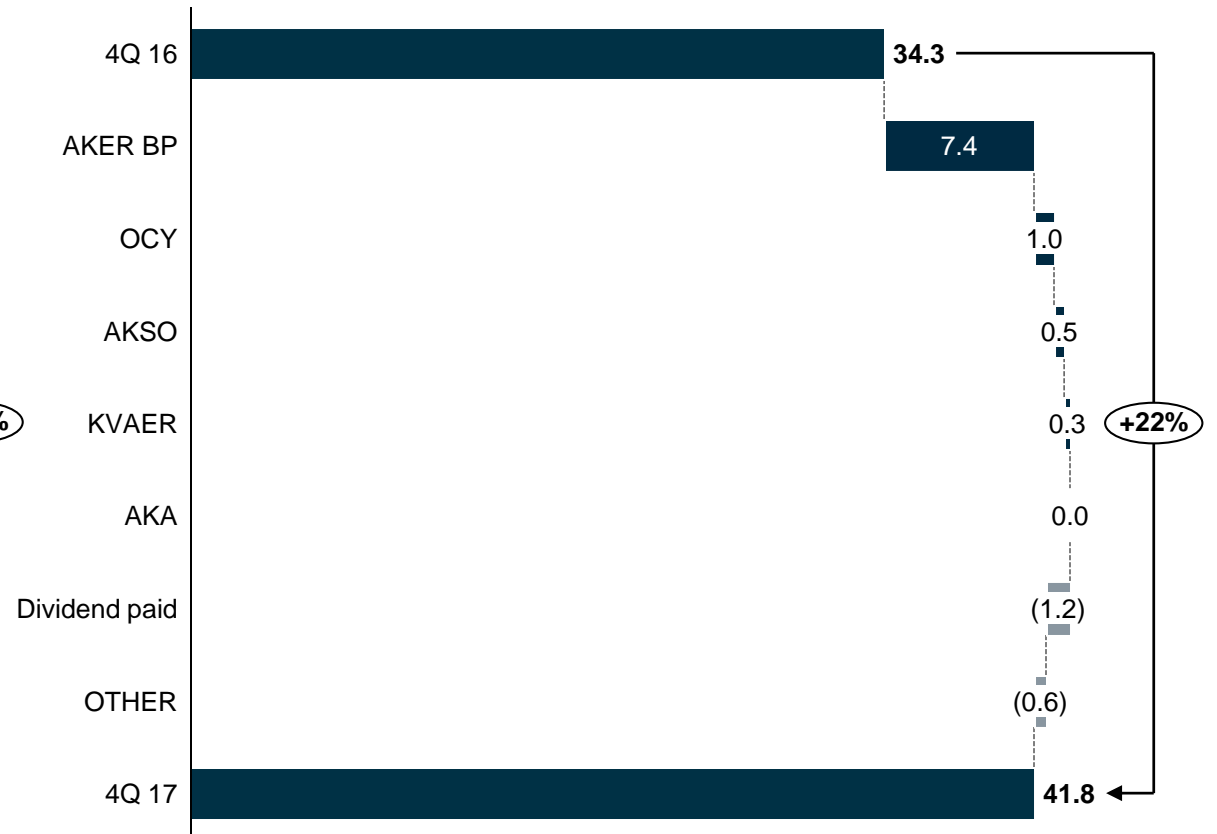 4Q 16
34.3
AKER BP
7.4
OCY
1.0
AKSO
0.5
%
KVAER
0.3
+22%
AKA
0.0
Dividend paid
(1.2)
OTHER
(0.6)
4Q 17
41.8